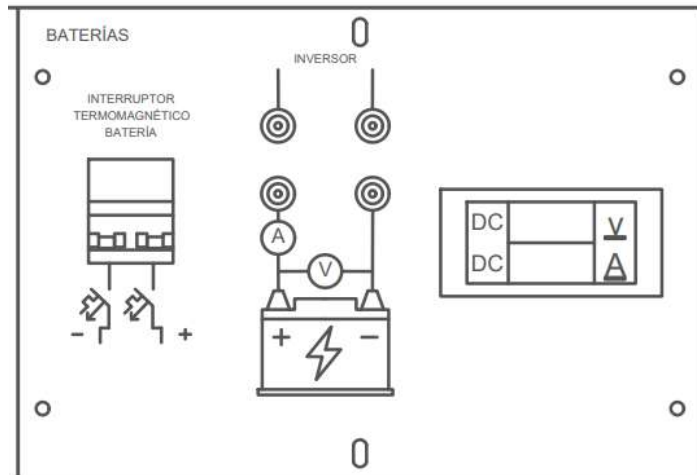 BATERÍAS
INVERSOR
INTERRUPTOR
TERMOMAGNÉTICO
BATERÍA
A
V
DC V
DC A
- +
+ -